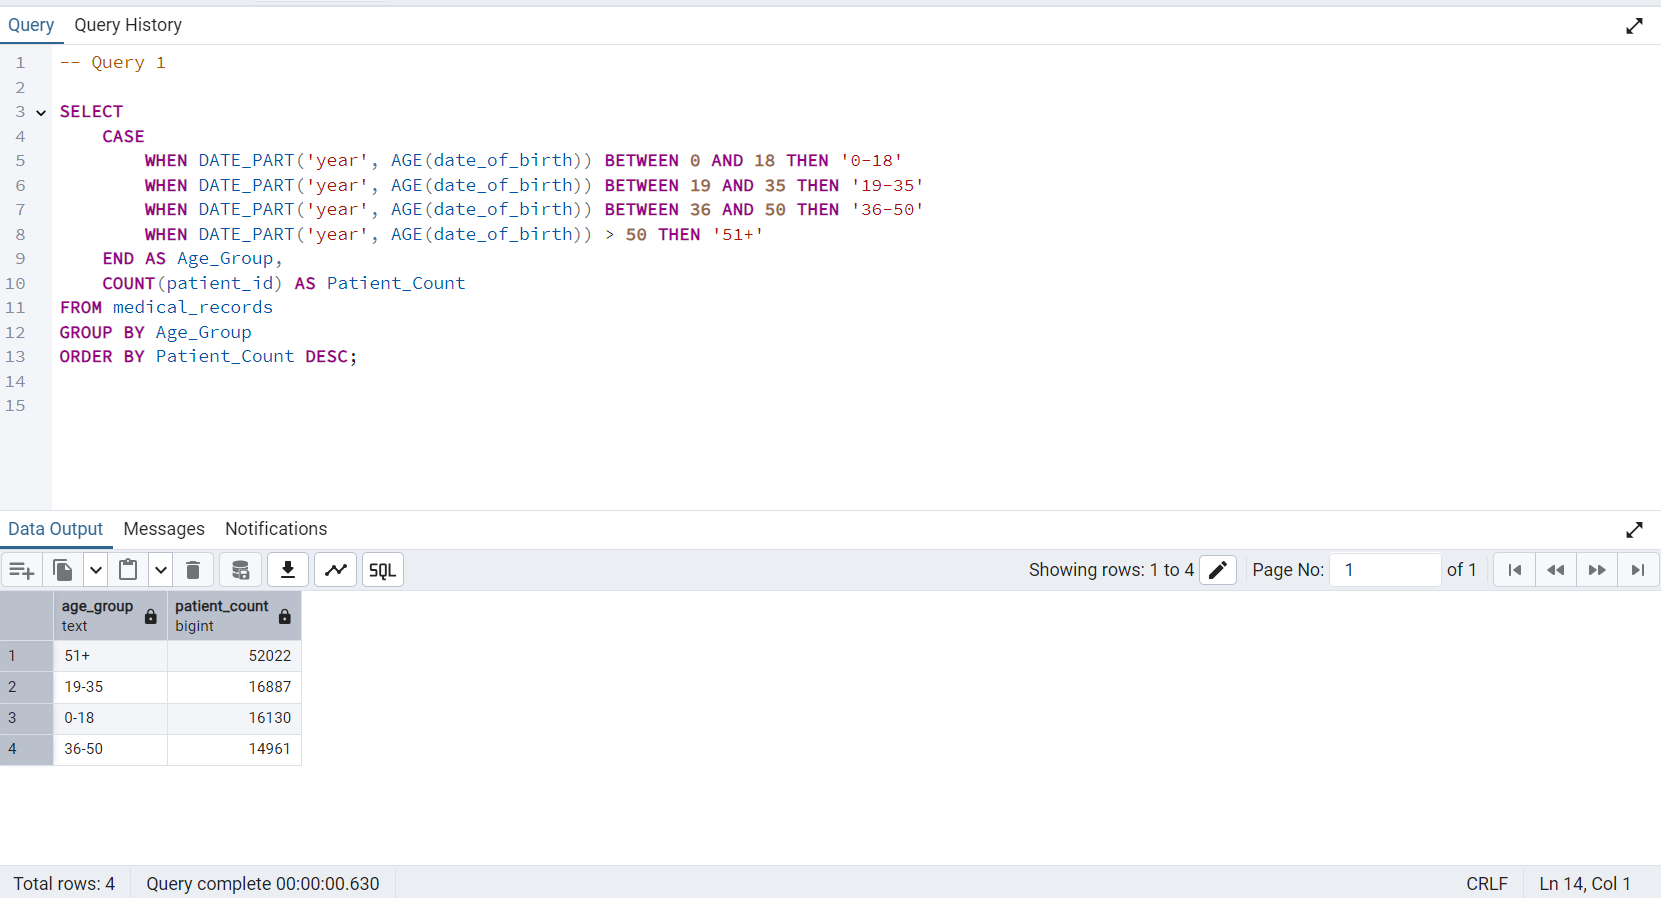 Query Query History
1 -- Query 1
2
3 SELECT
4 CASE
5 WHEN DATE_PART('year', AGE(date_of_birth)) BETWEEN 0 AND 18 THEN '0-18'
6 WHEN DATE_PART('year', AGE(date_of_birth)) BETWEEN 19 AND 35 THEN '19-35'
7 WHEN DATE_PART('year', AGE(date_of_birth)) BETWEEN 36 AND 50 THEN '36-50'
8 WHEN DATE_PART('year', AGE(date_of_birth)) > 50 THEN '51+'
9 END AS Age_Group,
10 COUNT(patient_id) AS Patient_Count
11 FROM medical_records
12 GROUP BY Age_Group
13 ORDER BY Patient_Count DESC;
14
15
Data Output Messages Notifications
SQL Showing rows: 1 to 4 Page No: 1 of 1
age_group patient_count
text bigint
1 51+ 52022
2 19-35 16887
3 0-18 16130
4 36-50 14961
Total rows: 4 Query complete 00:00:00.630 CRLF Ln 14, Col 1